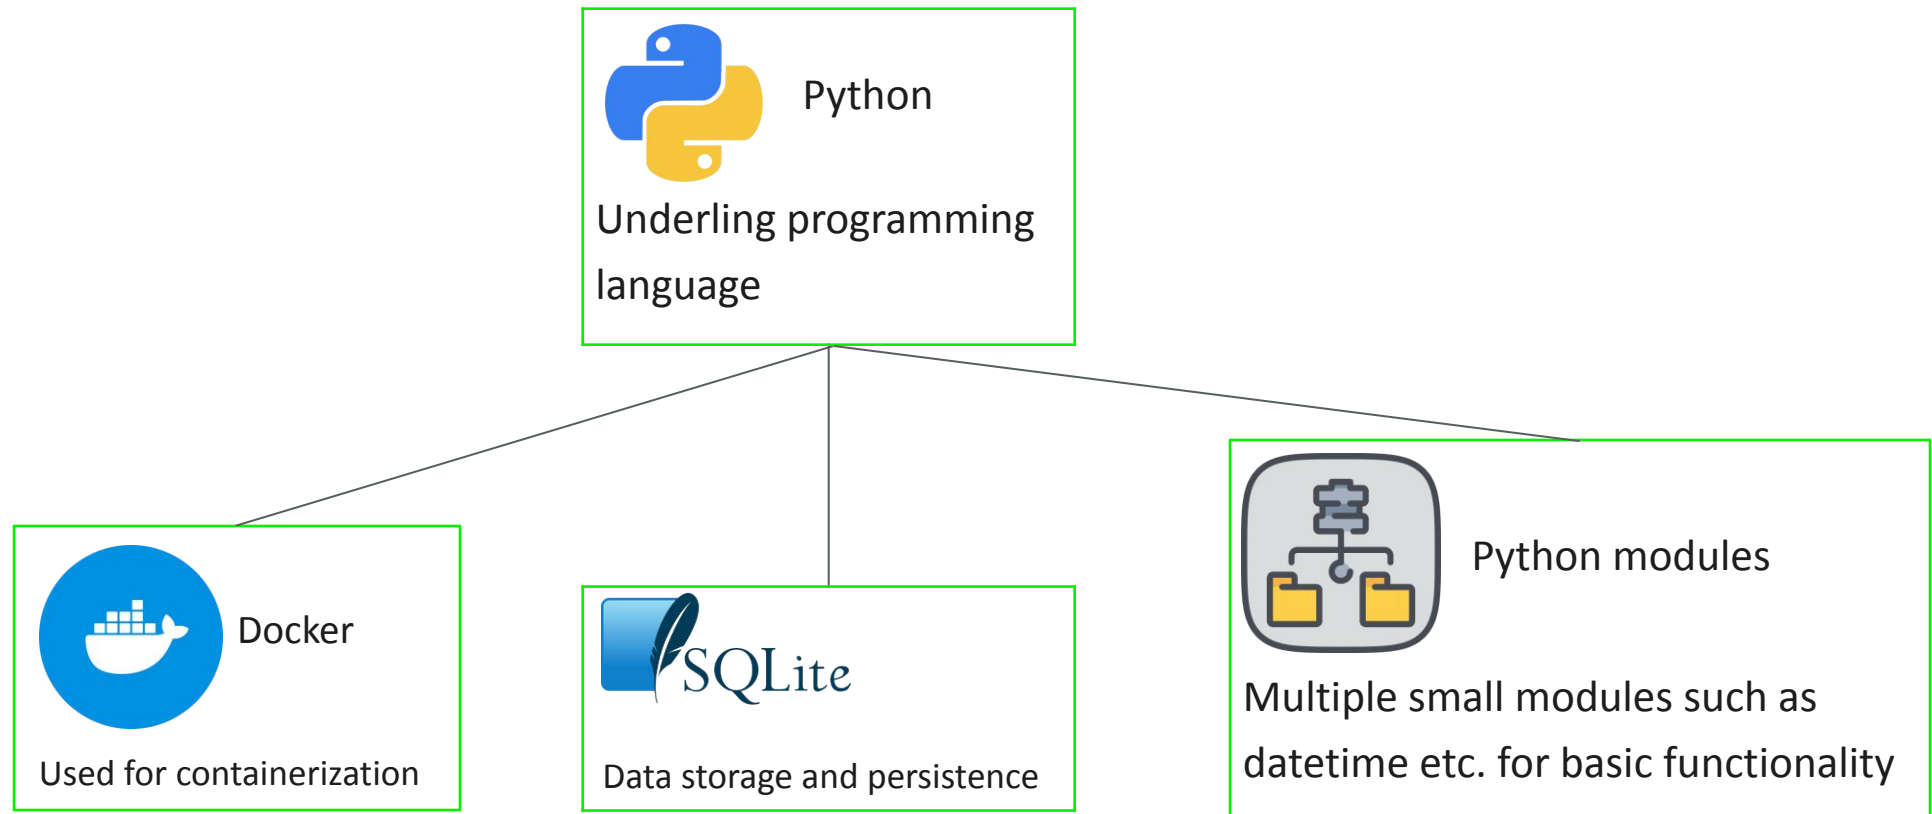 Python
Underling programming
language
Docker
Used for containerization
SQLite
Data storage and persistence
Python modules
Multiple small modules such as
datetime etc. for basic functionality